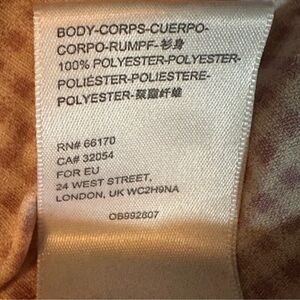 BODY-CORPS-CUERPO-
CORPO-RUMPF-衫身
100% POLYESTER-POLYESTER-
POLIÉSTER-POLIESTERE-
POLYESTER-聚酯纤维
RN# 66170
CA# 32054
FOR EU
24 WEST STREET,
LONDON, UK WC2H9NA
OB992807